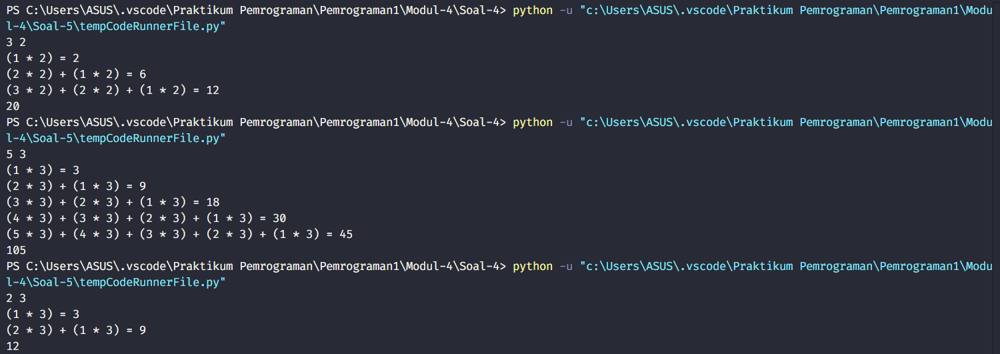 PS C:\Users\ASUS\.vscode\Praktikum Pemrograman\Pemrograman1\Modul-4\Soal-4> python -u "c:\Users\ASUS\.vscode\Praktikum Pemrograman\Pemrograman1\Modu
l-4\Soal-5\tempCodeRunnerFile.py"
3 2
(1 * 2) = 2
(2 * 2) + (1 * 2) = 6
(3 * 2) + (2 * 2) + (1 * 2) = 12
20
PS C:\Users\ASUS\.vscode\Praktikum Pemrograman\Pemrograman1\Modul-4\Soal-4> python -u "c:\Users\ASUS\.vscode\Praktikum Pemrograman\Pemrograman1\Modu
l-4\Soal-5\tempCodeRunnerFile.py"
5 3
(1 * 3) = 3
(2 * 3) + (1 * 3) = 9
(3 * 3) + (2 * 3) + (1 * 3) = 18
(4 * 3) + (3 * 3) + (2 * 3) + (1 * 3) = 30
(5 * 3) + (4 * 3) + (3 * 3) + (2 * 3) + (1 * 3) = 45
105
PS C:\Users\ASUS\.vscode\Praktikum Pemrograman\Pemrograman1\Modul-4\Soal-4> python -u "c:\Users\ASUS\.vscode\Praktikum Pemrograman\Pemrograman1\Modu
l-4\Soal-5\tempCodeRunnerFile.py"
2 3
(1 * 3) = 3
(2 * 3) + (1 * 3) = 9
12